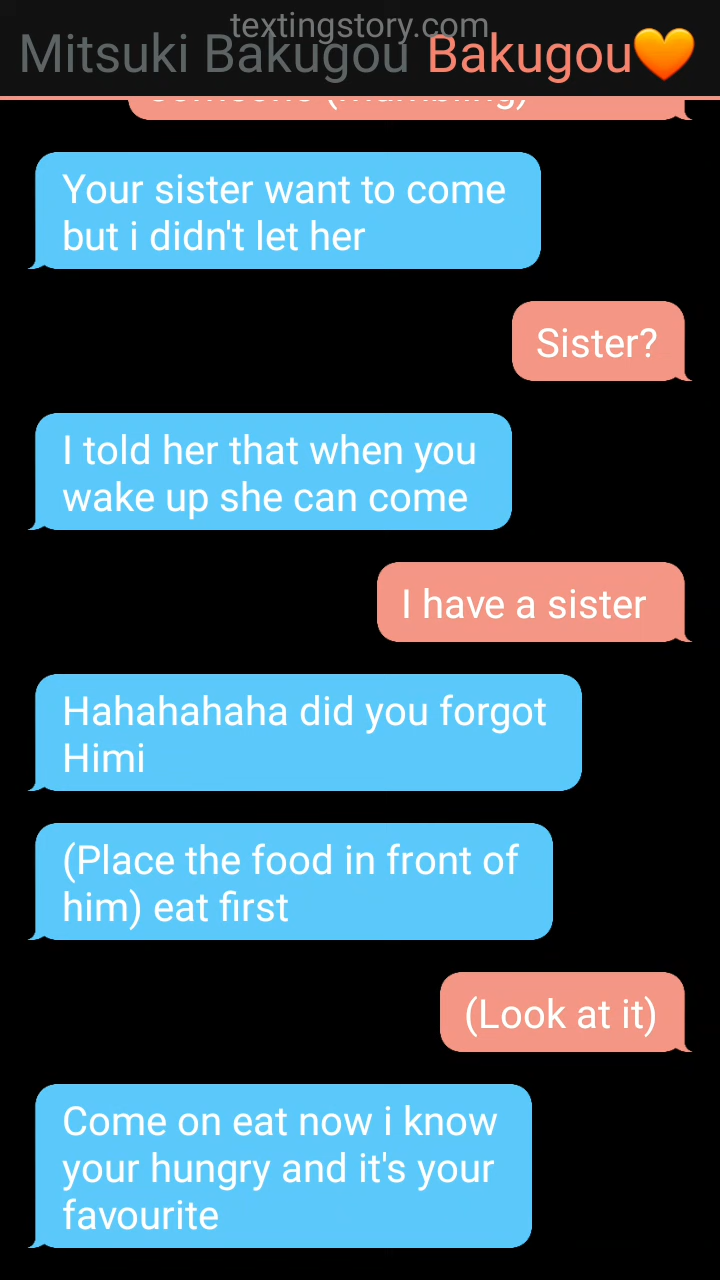 textingstory.com
Mitsuki Bakugou Bakugou🧡
Your sister want to come
but i didn't let her
Sister?
I told her that when you
wake up she can come
I have a sister
Hahahahaha did you forgot
Himi
(Place the food in front of
him) eat first
(Look at it)
Come on eat now i know
your hungry and it's your
favourite